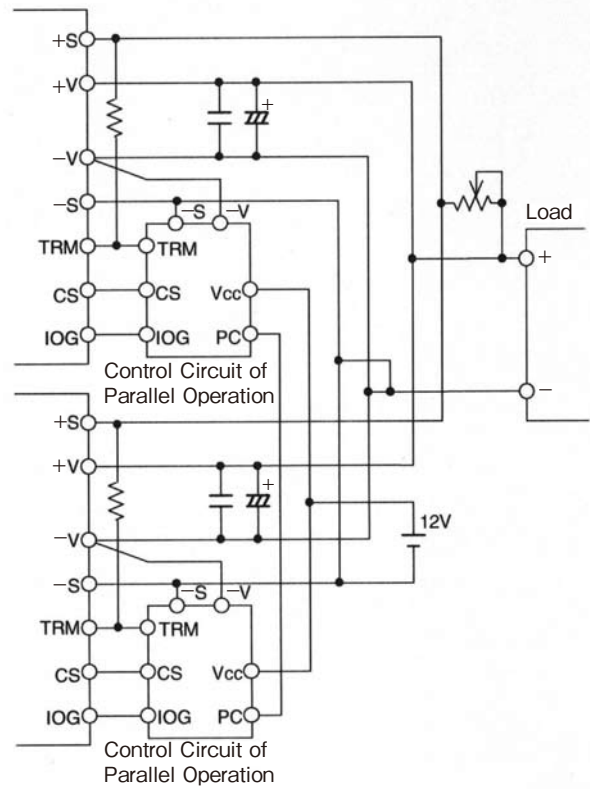 +S
+V
+
−V
−S
−S
−V
Load
TRM
TRM
+
CS
CS
Vcc
IOG
IOG
PC
Control Circuit of
Parallel Operation
−
+S
+V
+
12V
−V
−S
−S
−V
TRM
TRM
CS
CS
Vcc
IOG
IOG
PC
Control Circuit of
Parallel Operation